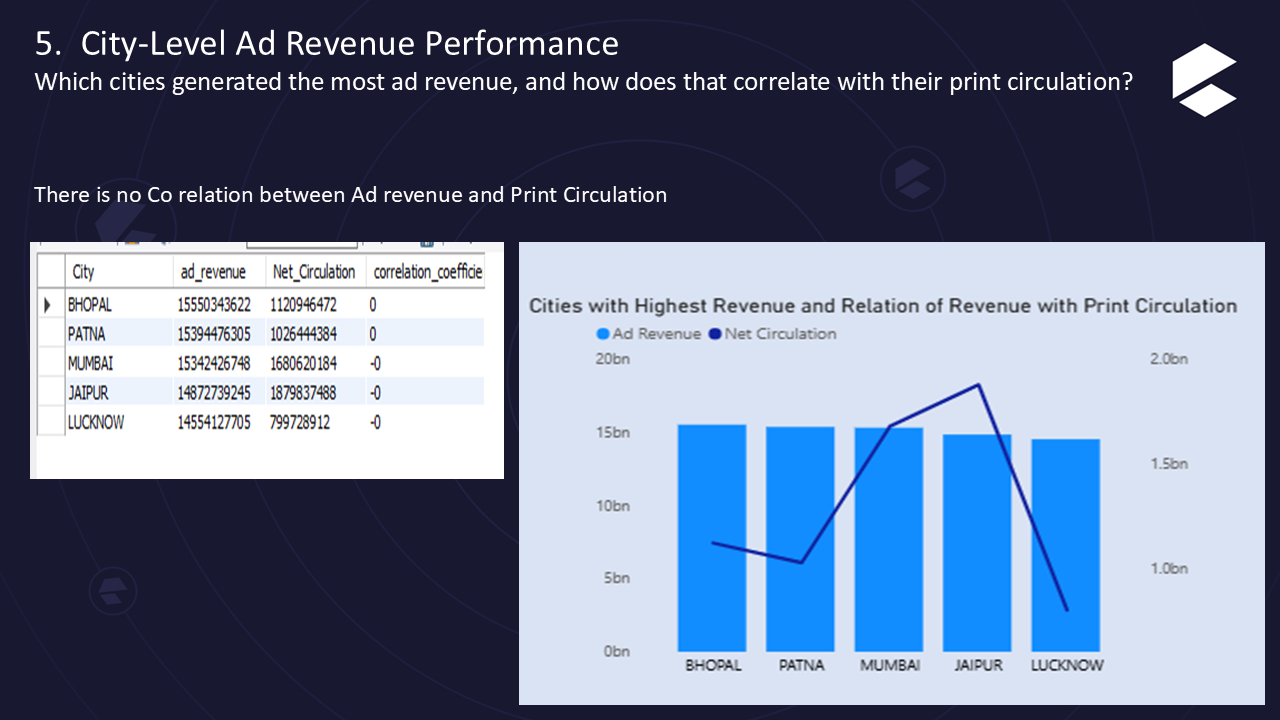 5. City-Level Ad Revenue Performance
Which cities generated the most ad revenue, and how does that correlate with their print circulation?
There is no Co relation between Ad revenue and Print Circulation
City ad_revenue Net_Circulation correlation_coefficie
BHOPAL 15550343622 1120946472 0
PATNA 15394476305 1026444384 0
MUMBAI 15342426748 1680620184 -0
JAIPUR 14872739245 1879837488 -0
LUCKNOW 14554127705 799728912 -0
Cities with Highest Revenue and Relation of Revenue with Print Circulation
Ad Revenue Net Circulation
20bn 2.0bn
15bn
1.5bn
10bn
1.0bn
5bn
0bn
BHOPAL PATNA MUMBAI JAIPUR LUCKNOW